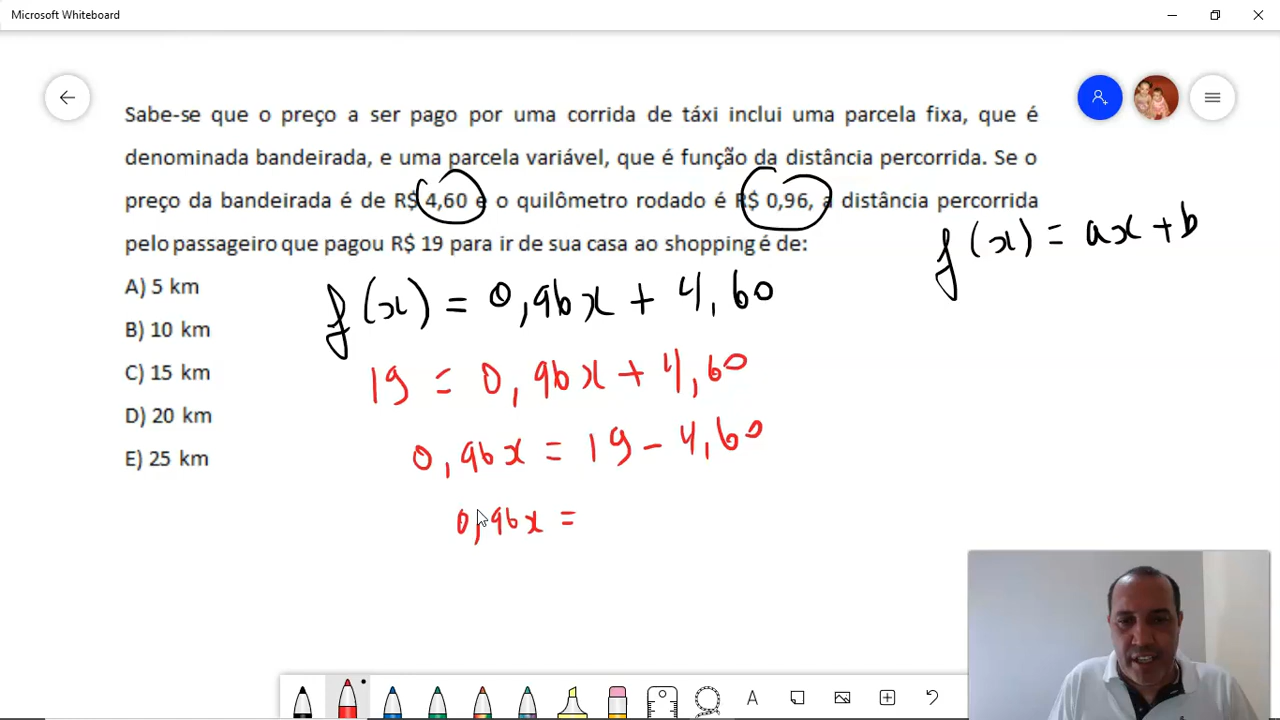 Microsoft Whiteboard
Sabe-se que o preço a ser pago por uma corrida de táxi inclui uma parcela fixa, que é
denominada bandeirada, e uma parcela variável, que é função da distância percorrida. Se o
preço da bandeirada é de R$ 4,60 e o quilômetro rodado é R$ 0,96, a distância percorrida
pelo passageiro que pagou R$ 19 para ir de sua casa ao shopping é de:
f(x) = ax + b
A) 5 km
f(x) = 0,96x + 4,60
B) 10 km
C) 15 km
19 = 0,96x + 4,60
D) 20 km
0,96x = 19 - 4,60
E) 25 km
0,96x =
A